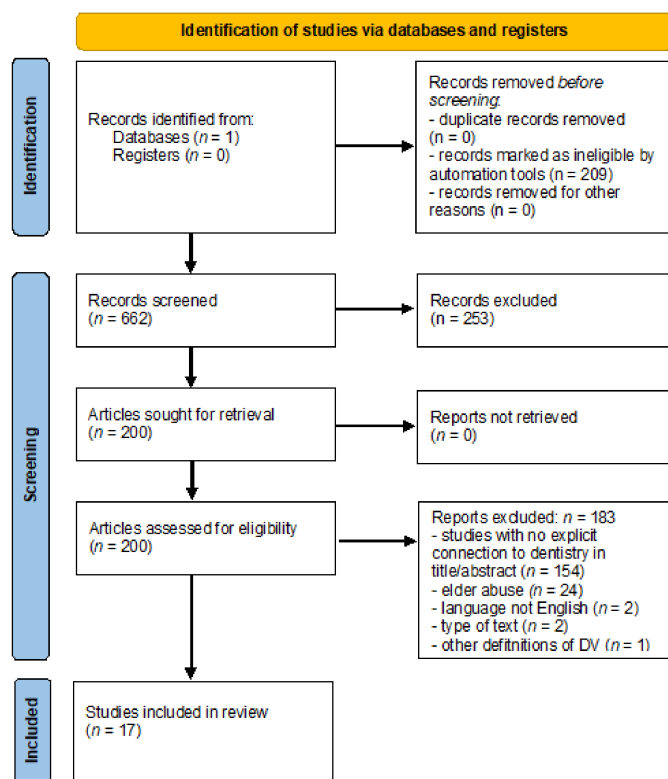 Identification of studies via databases and registers
Identification
Records identified from:
Databases (n = 1)
Registers (n = 0)
Records removed before
screening:
- duplicate records removed
(n = 0)
- records marked as ineligible by
automation tools (n = 209)
- records removed for other
reasons (n = 0)
Screening
Records screened
(n = 662)
Records excluded
(n = 253)
Articles sought for retrieval
(n = 200)
Reports not retrieved
(n = 0)
Articles assessed for eligibility
(n = 200)
Reports excluded: n = 183
- studies with no explicit
connection to dentistry in
title/abstract (n = 154)
- elder abuse (n = 24)
- language not English (n = 2)
- type of text (n = 2)
- other defitnitions of DV (n = 1)
Included
Studies included in review
(n = 17)